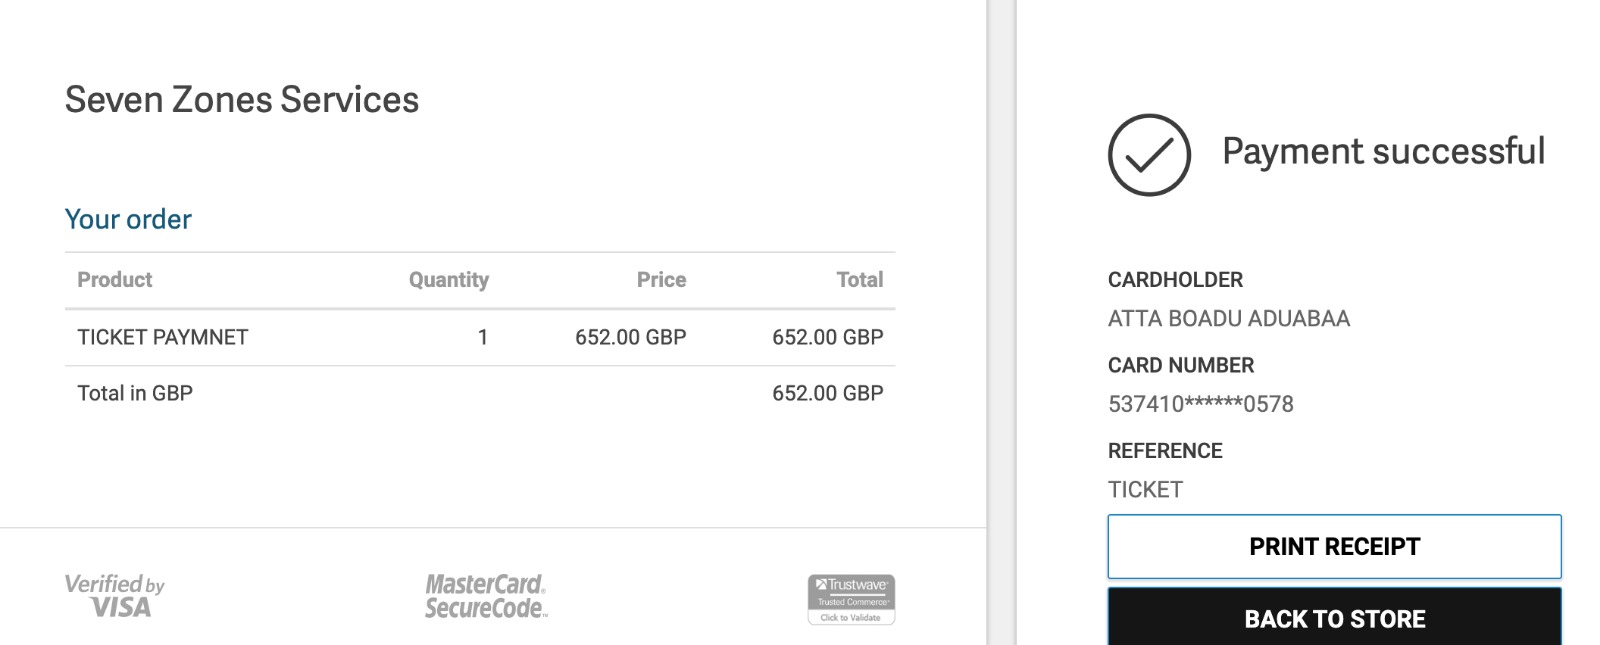 Seven Zones Services
Your order
Product Quantity Price Total
TICKET PAYMNET 1 652.00 GBP 652.00 GBP
Total in GBP 652.00 GBP
Verified by
VISA
MasterCard.
SecureCode.™
Trustwave®
Trusted Commerce®
Click to Validate
Payment successful
CARDHOLDER
ATTA BOADU ADUABAA
CARD NUMBER
537410******0578
REFERENCE
TICKET
PRINT RECEIPT
BACK TO STORE